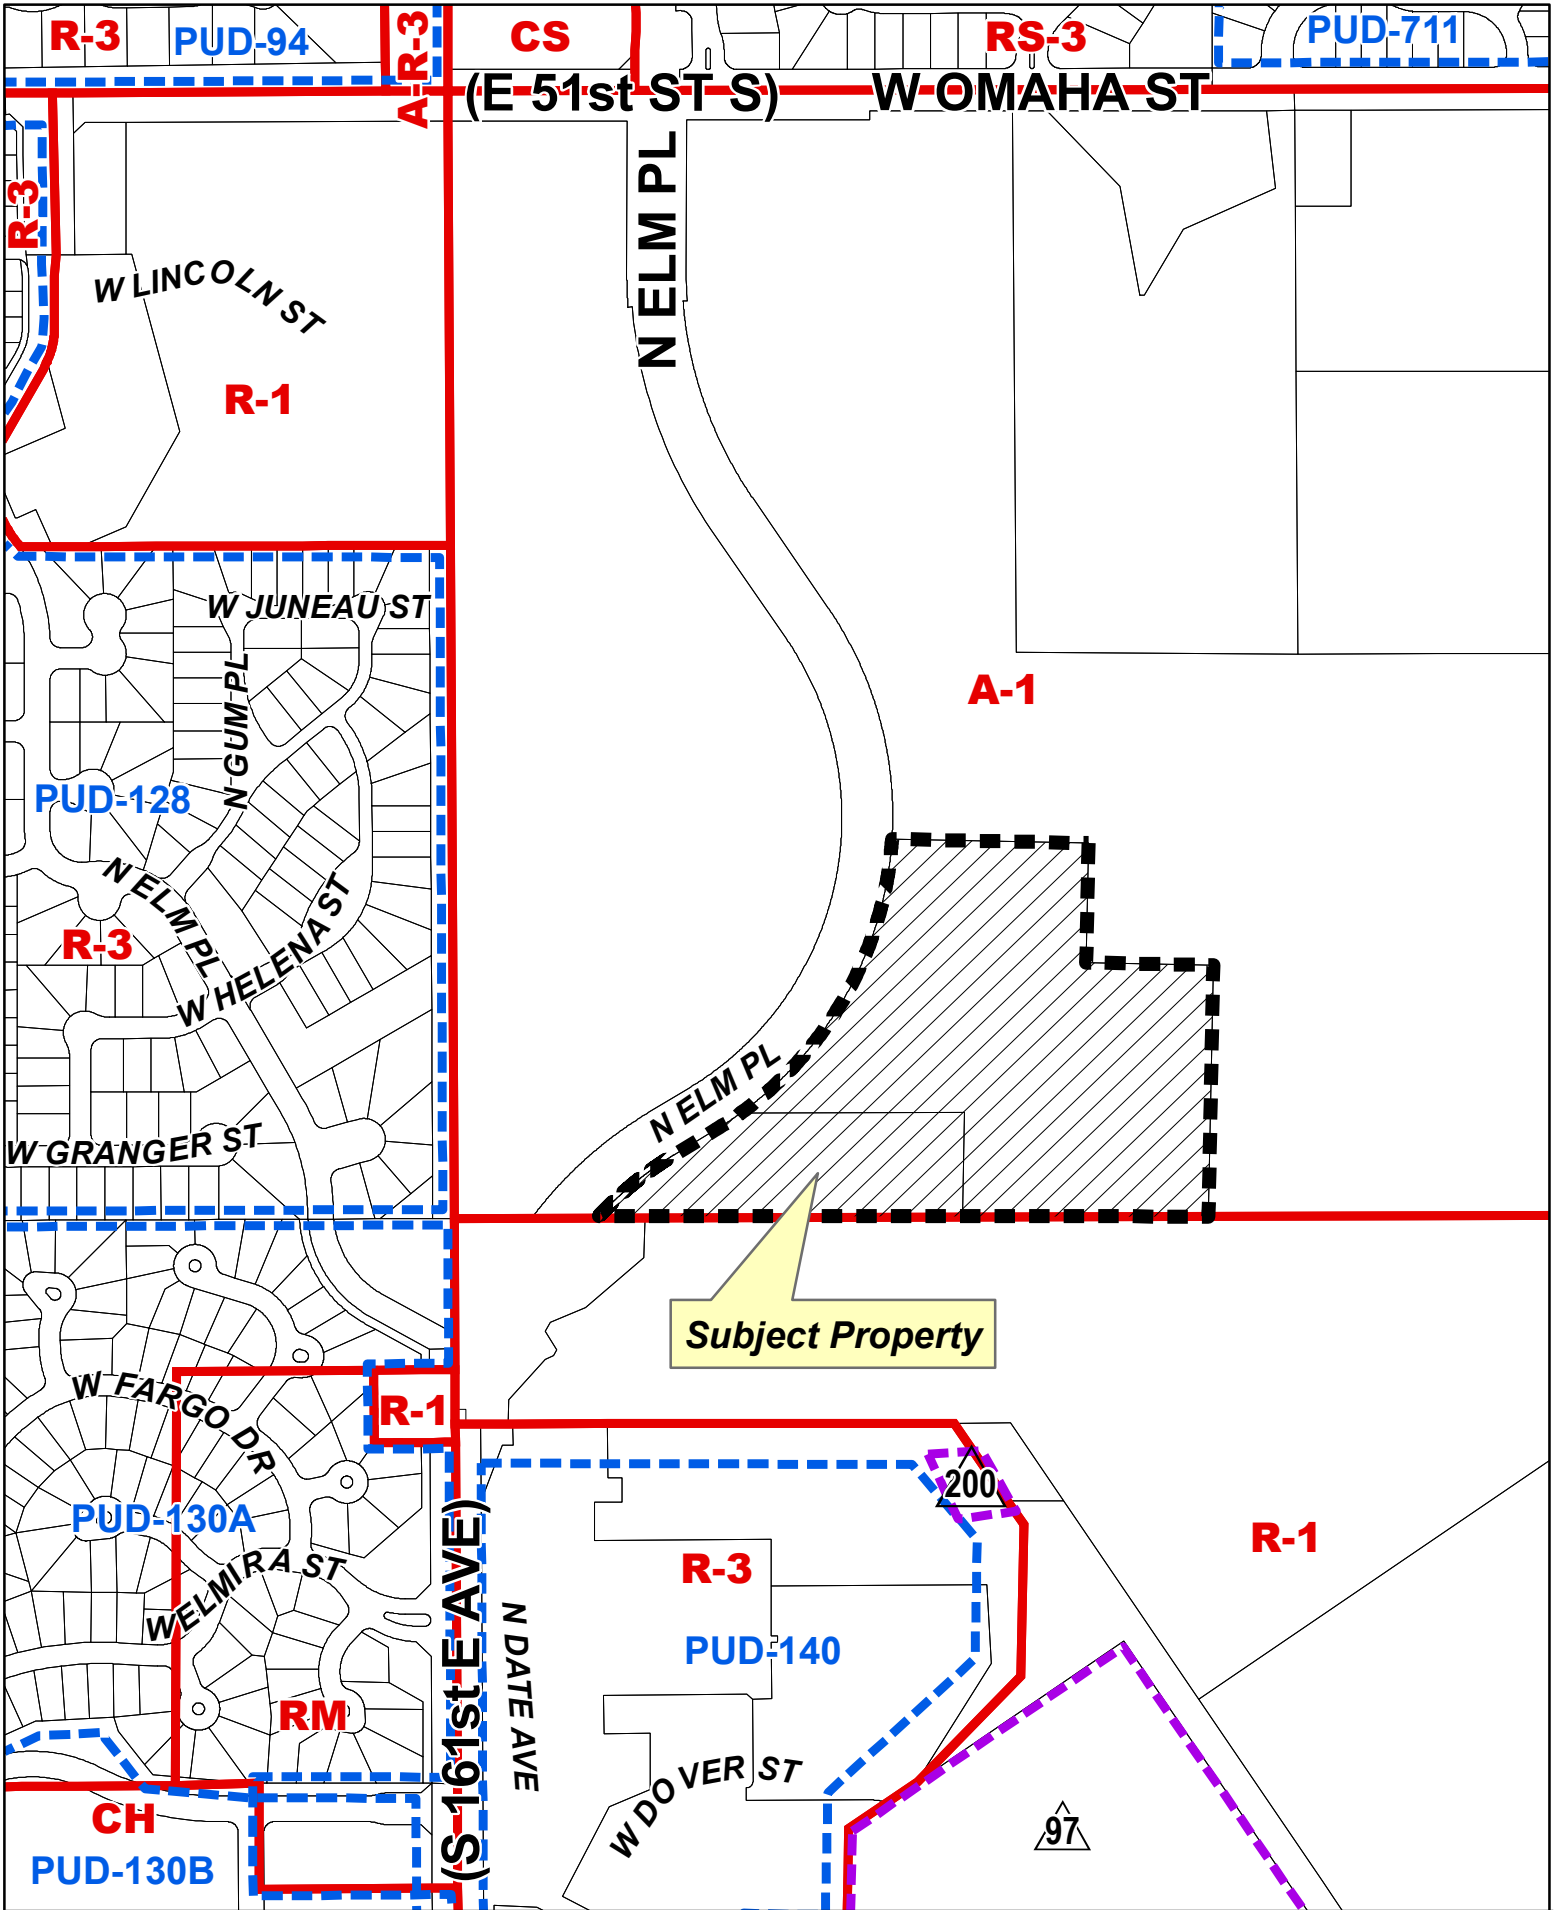 R-3
PUD-94
A-R-3
CS
RS-3
PUD-711
(E 51st ST S)
W OMAHA ST
N ELM PL
R-3
W LINCOLN ST
R-1
W JUNEAU ST
N GUM PL
A-1
PUD-128
N ELM PL
R-3
W HELENA ST
N ELM PL
W GRANGER ST
Subject Property
W FARGO DR
R-1
200
PUD-130A
R-1
W ELMIRA ST
R-3
(S 161st E AVE)
N DATE AVE
PUD-140
RM
W DOVER ST
CH
97
PUD-130B